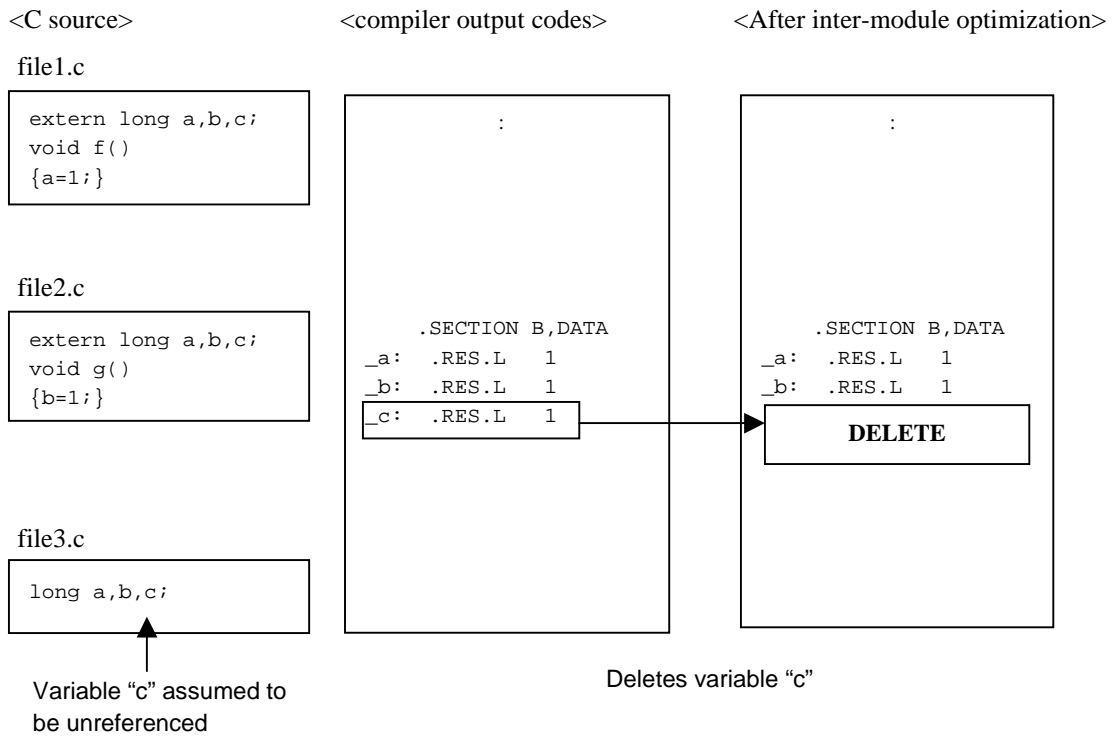 <C source>
<compiler output codes>
<After inter-module optimization>
file1.c
extern long a,b,c;
void f()
{a=1;}
file2.c
extern long a,b,c;
void g()
{b=1;}
file3.c
long a,b,c;
Variable “c” assumed to
be unreferenced
:
.SECTION B,DATA
_a: .RES.L 1
_b: .RES.L 1
_c: .RES.L 1
:
.SECTION B,DATA
_a: .RES.L 1
_b: .RES.L 1
DELETE
Deletes variable “c”